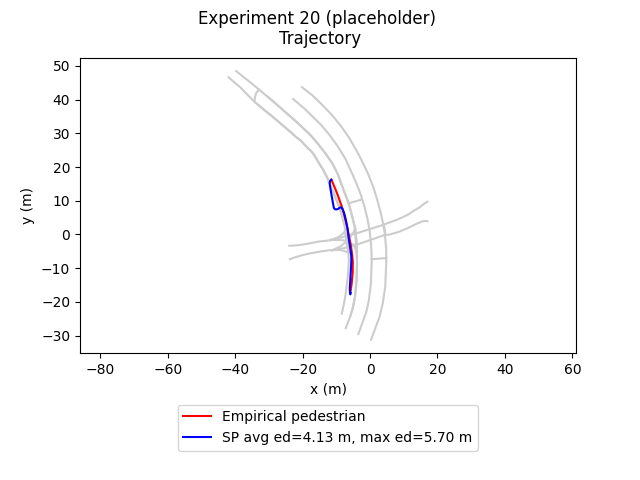 Experiment 20 (placeholder)
Trajectory
50
40
30
20
10
0
−10
−20
−30
y (m)
−80
−60
−40
−20
0
20
40
60
x (m)
Empirical pedestrian
SP avg ed=4.13 m, max ed=5.70 m